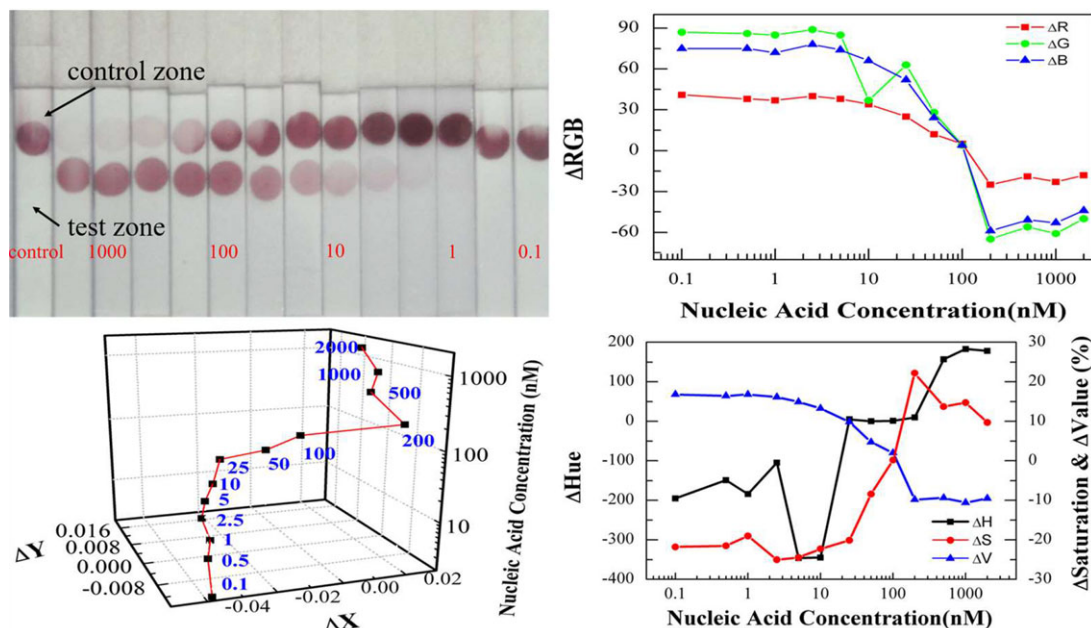 control zone
test zone
control 1000 100 10 1 0.1
90
60
30
0
-30
-60
ΔRGB
ΔR
ΔG
ΔB
0.1 1 10 100 1000
Nucleic Acid Concentration(nM)
2000
1000
500
200
100
50
25
10
5
2.5
1
0.5
0.1
1000
100
10
Nucleic Acid Concentration (nM)
0.016
0.008
0.000
-0.008
ΔY
-0.04 -0.02 0.00 0.02
ΔX
200
100
0
-100
-200
-300
-400
ΔHue
ΔH
ΔS
ΔV
30
20
10
0
-10
-20
-30
ΔSaturation & ΔValue (%)
0.1 1 10 100 1000
Nucleic Acid Concentration(nM)